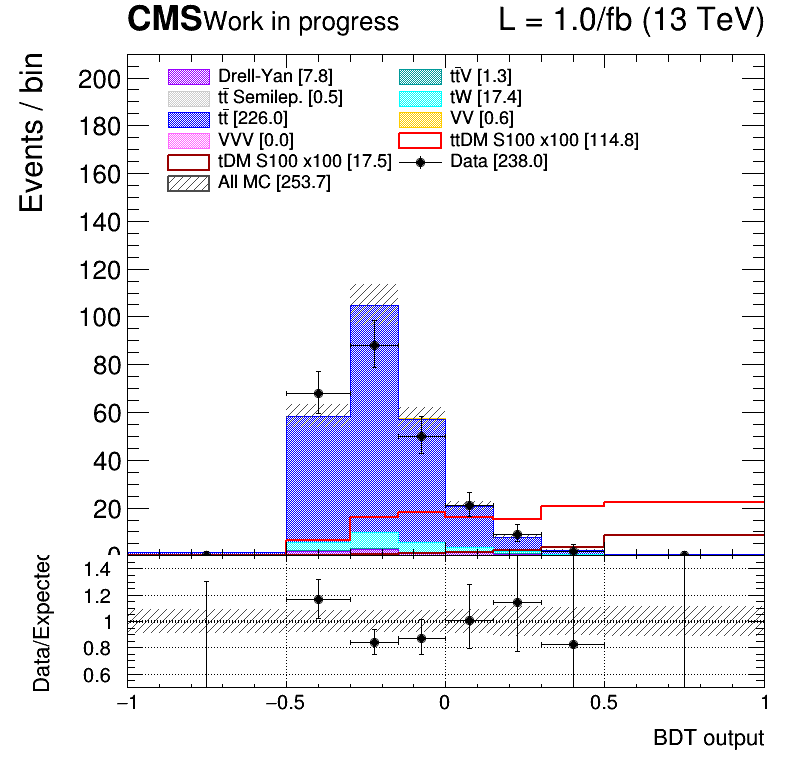 CMS Work in progress L = 1.0/fb (13 TeV)
Events / bin
200
180
160
140
120
100
80
60
40
20
0
Drell-Yan [7.8] tt̄V [1.3]
tt̄ Semilep. [0.5] tW [17.4]
tt̄ [226.0] VV [0.6]
VVV [0.0] ttDM S100 x100 [114.8]
tDM S100 x100 [17.5] Data [238.0]
All MC [253.7]
Data/Expected
1.4
1.2
1
0.8
0.6
−1 −0.5 0 0.5 1
BDT output